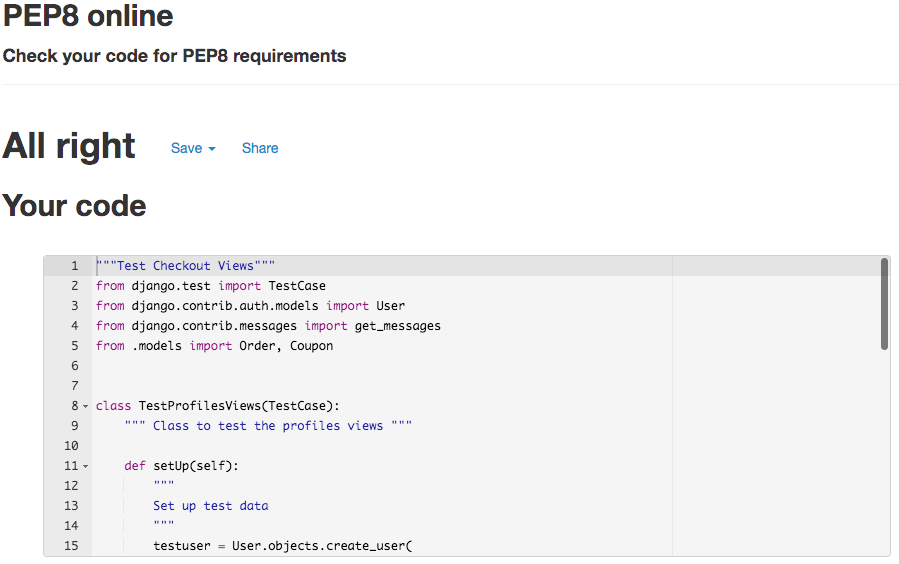 PEP8 online
Check your code for PEP8 requirements
All right Save Share
Your code
1 """Test Checkout Views"""
2 from django.test import TestCase
3 from django.contrib.auth.models import User
4 from django.contrib.messages import get_messages
5 from .models import Order, Coupon
6
7
8 class TestProfilesViews(TestCase):
9     """ Class to test the profiles views """
10
11     def setUp(self):
12         """
13         Set up test data
14         """
15         testuser = User.objects.create_user(